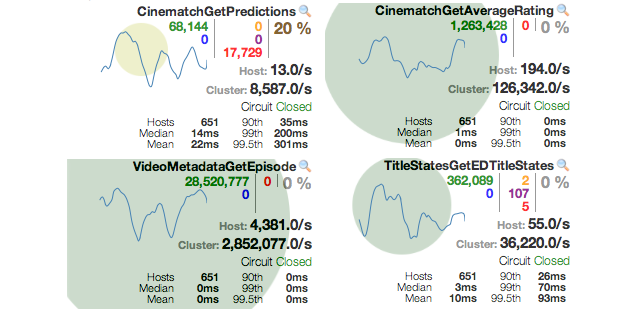 CinematchGetPredictions
68,144 0 20 %
0 0
17,729
Host: 13.0/s
Cluster: 8,587.0/s
Circuit Closed
Hosts 651 90th 35ms
Median 14ms 99th 200ms
Mean 22ms 99.5th 301ms
CinematchGetAverageRating
1,263,428 0 0 %
0
Host: 194.0/s
Cluster: 126,342.0/s
Circuit Closed
Hosts 651 90th 0ms
Median 1ms 99th 0ms
Mean 0ms 99.5th 0ms
VideoMetadataGetEpisode
28,520,777 0 0 %
0
Host: 4,381.0/s
Cluster: 2,852,077.0/s
Circuit Closed
Hosts 651 90th 0ms
Median 0ms 99th 0ms
Mean 0ms 99.5th 0ms
TitleStatesGetEDTitleStates
362,089 2 0 %
0 107
5
Host: 55.0/s
Cluster: 36,220.0/s
Circuit Closed
Hosts 651 90th 26ms
Median 3ms 99th 70ms
Mean 10ms 99.5th 93ms